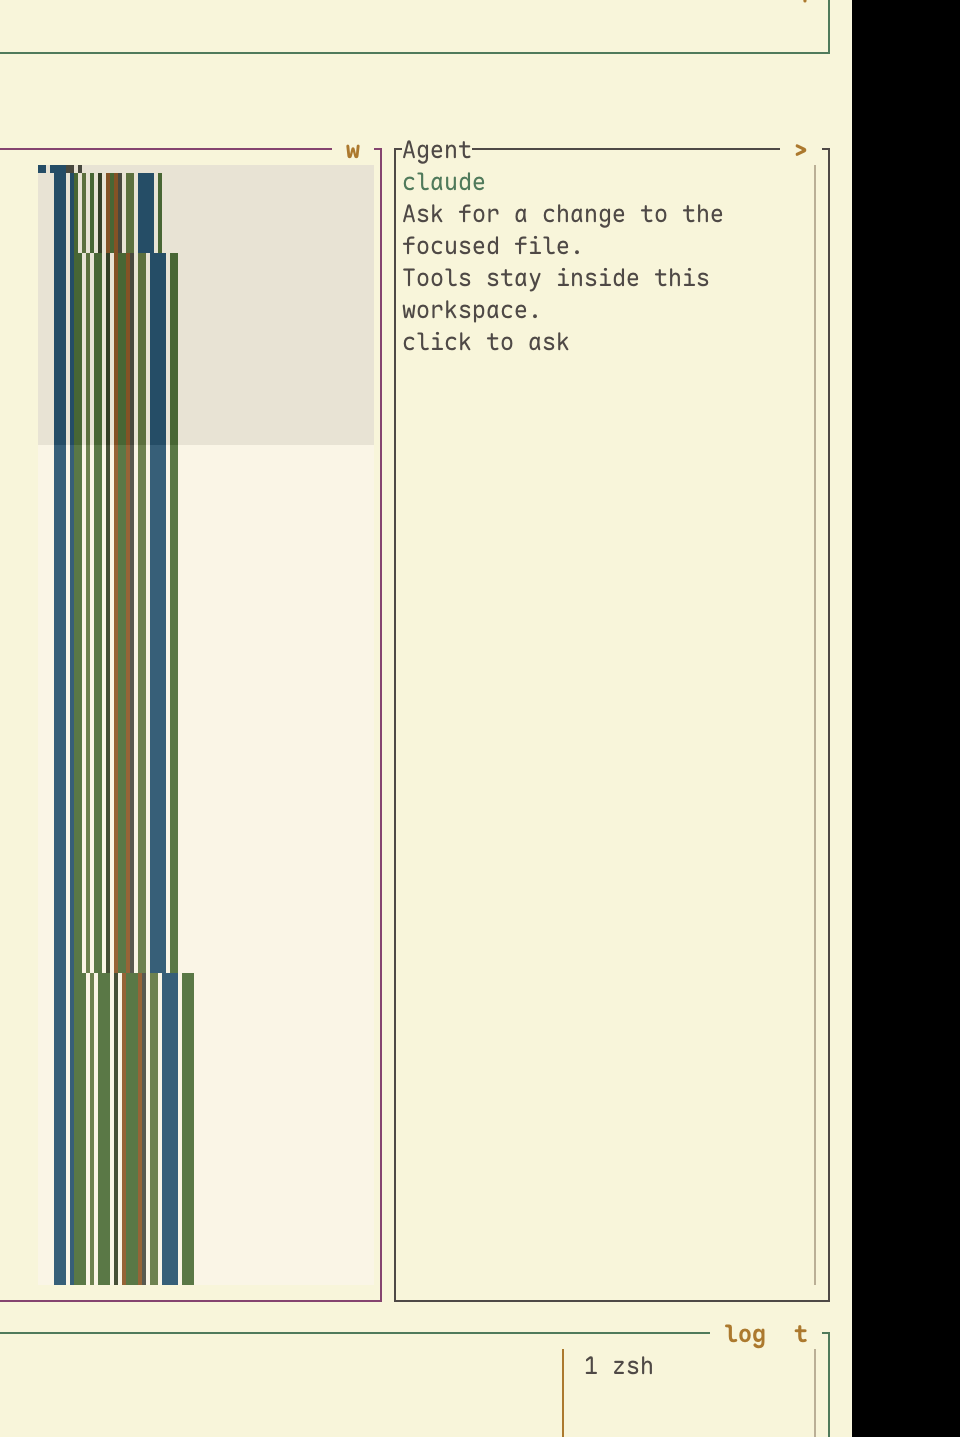 w
Agent >
claude
Ask for a change to the
focused file.
Tools stay inside this
workspace.
click to ask
log t
1 zsh